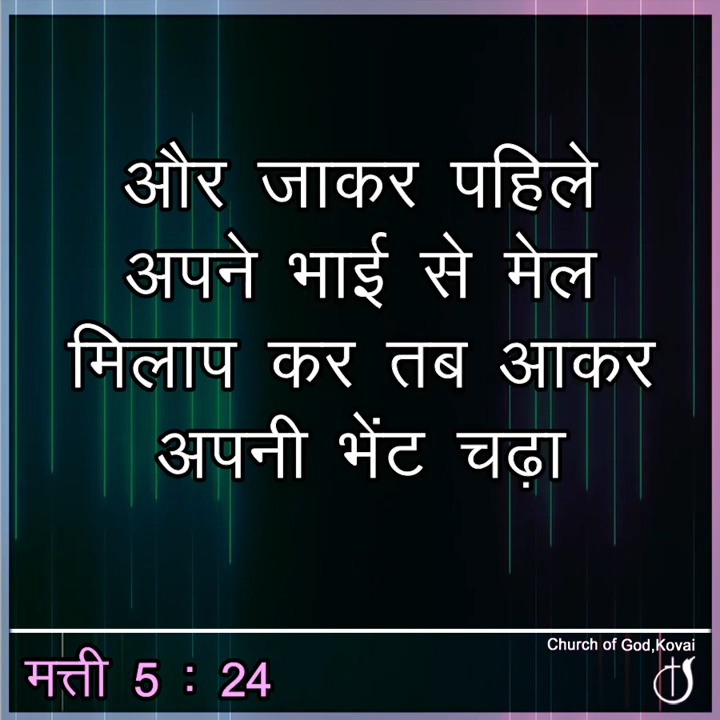 और जाकर पहिले
अपने भाई से मेल
मिलाप कर तब आकर
अपनी भेंट चढ़ा
Church of God,Kovai
मत्ती 5 : 24